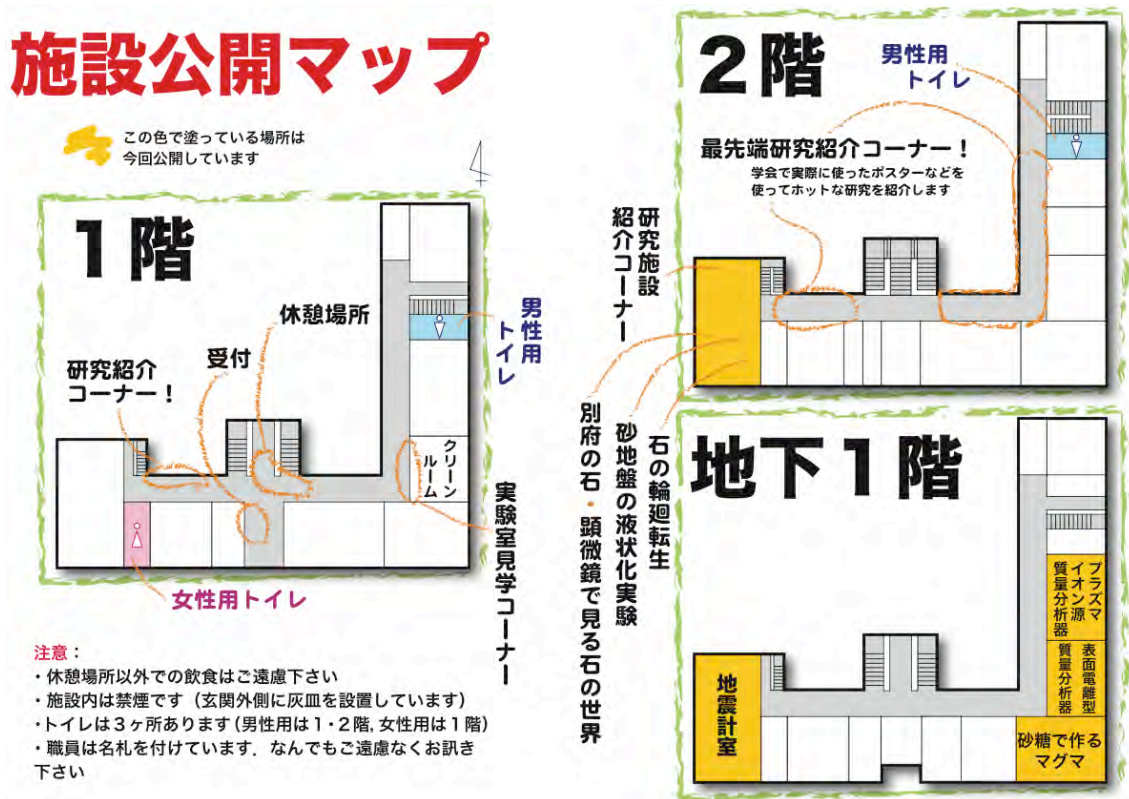 施設公開マップ
この色で塗っている場所は
今回公開しています
1階
休憩場所
受付
研究紹介
コーナー！
男性用
トイレ
クリーン
ルーム
実験室見学コーナー
女性用トイレ
注意：
・休憩場所以外での飲食はご遠慮下さい
・施設内は禁煙です（玄関外側に灰皿を設置しています）
・トイレは３ヶ所あります（男性用は１・２階，女性用は１階）
・職員は名札を付けています．なんでもご遠慮なくお訊き
下さい
2階
男性用
トイレ
最先端研究紹介コーナー！
学会で実際に使ったポスターなどを
使ってホットな研究を紹介します
研究施設
紹介コーナー
別府の石・顕微鏡で見る石の世界
砂地盤の液状化実験
石の輪廻転生
地下1階
プラズマ
イオン源
質量分析器
表面電離型
質量分析器
砂糖で作る
マグマ
地震計室
4